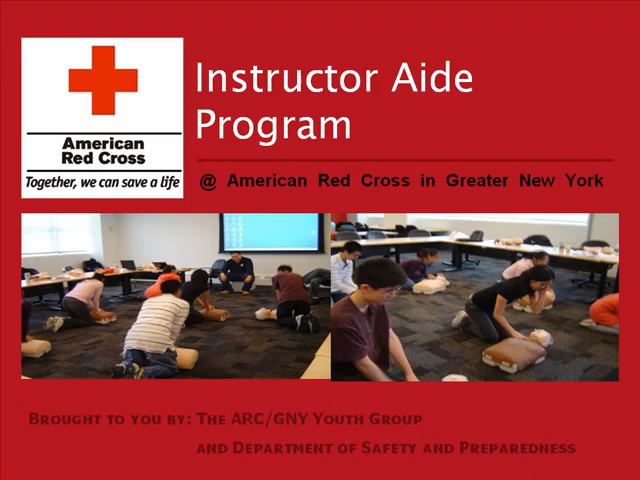 American
Red Cross
Together, we can save a life
Instructor Aide
Program
@ American Red Cross in Greater New York
Brought to you by: The ARC/GNY Youth Group
and Department of Safety and Preparedness